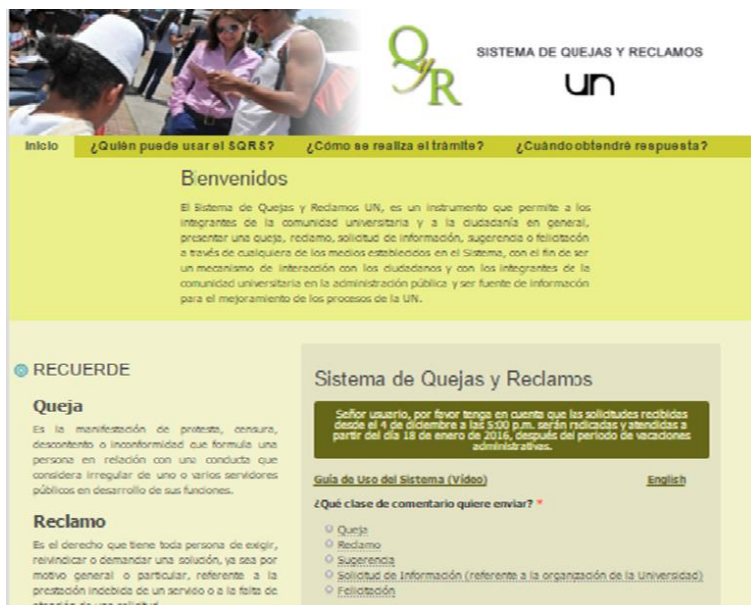 QyR
SISTEMA DE QUEJAS Y RECLAMOS
un
Inicio ¿Quién puede usar el SQRS? ¿Cómo se realiza el trámite? ¿Cuándo obtendré respuesta?
Bienvenidos
El Sistema de Quejas y Reclamos UN, es un instrumento que permite a los
integrantes de la comunidad universitaria y a la ciudadanía en general,
presentar una queja, reclamo, solicitud de información, sugerencia o felicitación
a través de cualquiera de los medios establecidos en el Sistema, con el fin de ser
un mecanismo de interacción con los ciudadanos y con los integrantes de la
comunidad universitaria en la administración pública y ser fuente de información
para el mejoramiento de los procesos de la UN.
RECUERDE
Queja
Es la manifestación de protesta, censura,
descontento o inconformidad que formula una
persona en relación con una conducta que
considera irregular de uno o varios servidores
públicos en desarrollo de sus funciones.
Reclamo
Es el derecho que tiene toda persona de exigir,
reivindicar o demandar una solución, ya sea por
motivo general o particular, referente a la
prestación indebida de un servicio o a la falta de
atención de una solicitud.
Sistema de Quejas y Reclamos
Señor usuario, por favor tenga en cuenta que las solicitudes recibidas
desde el 4 de diciembre a las 5:00 p.m. serán radicadas y atendidas a
partir del día 18 de enero de 2016, después del periodo de vacaciones
administrativas.
Guía de Uso del Sistema (Vídeo) English
¿Qué clase de comentario quiere enviar? *
Queja
Reclamo
Sugerencia
Solicitud de Información (referente a la organización de la Universidad)
Felicitación